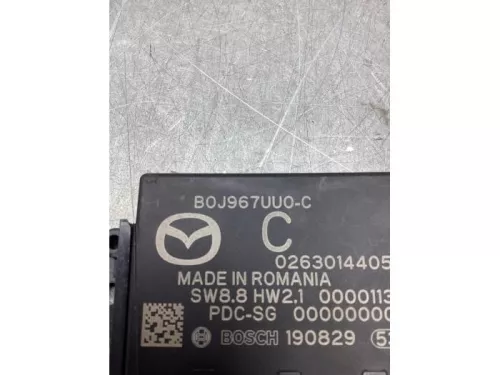 B0J967UU0-C
C
0263014405
MADE IN ROMANIA
SW8.8 HW2.1 0000113
PDC-SG 00000000
BOSCH 190829